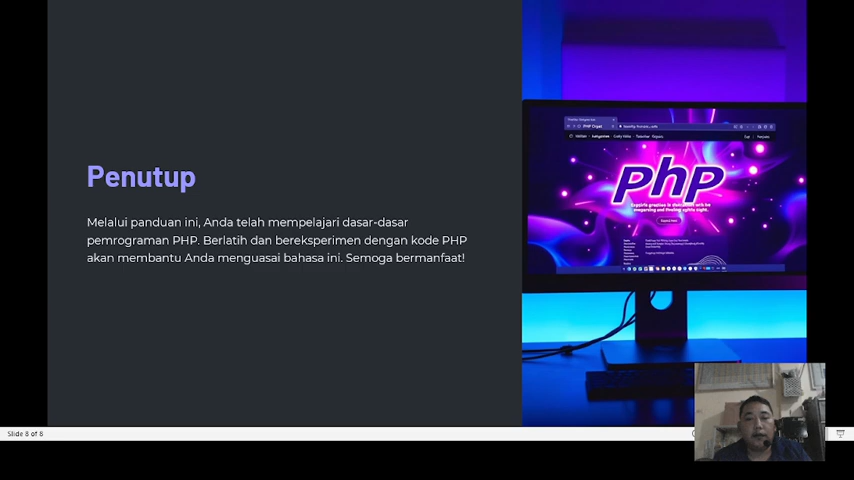 Penutup
Melalui panduan ini, Anda telah mempelajari dasar-dasar
pemrograman PHP. Berlatih dan bereksperimen dengan kode PHP
akan membantu Anda menguasai bahasa ini. Semoga bermanfaat!
php
Slide 8 of 8